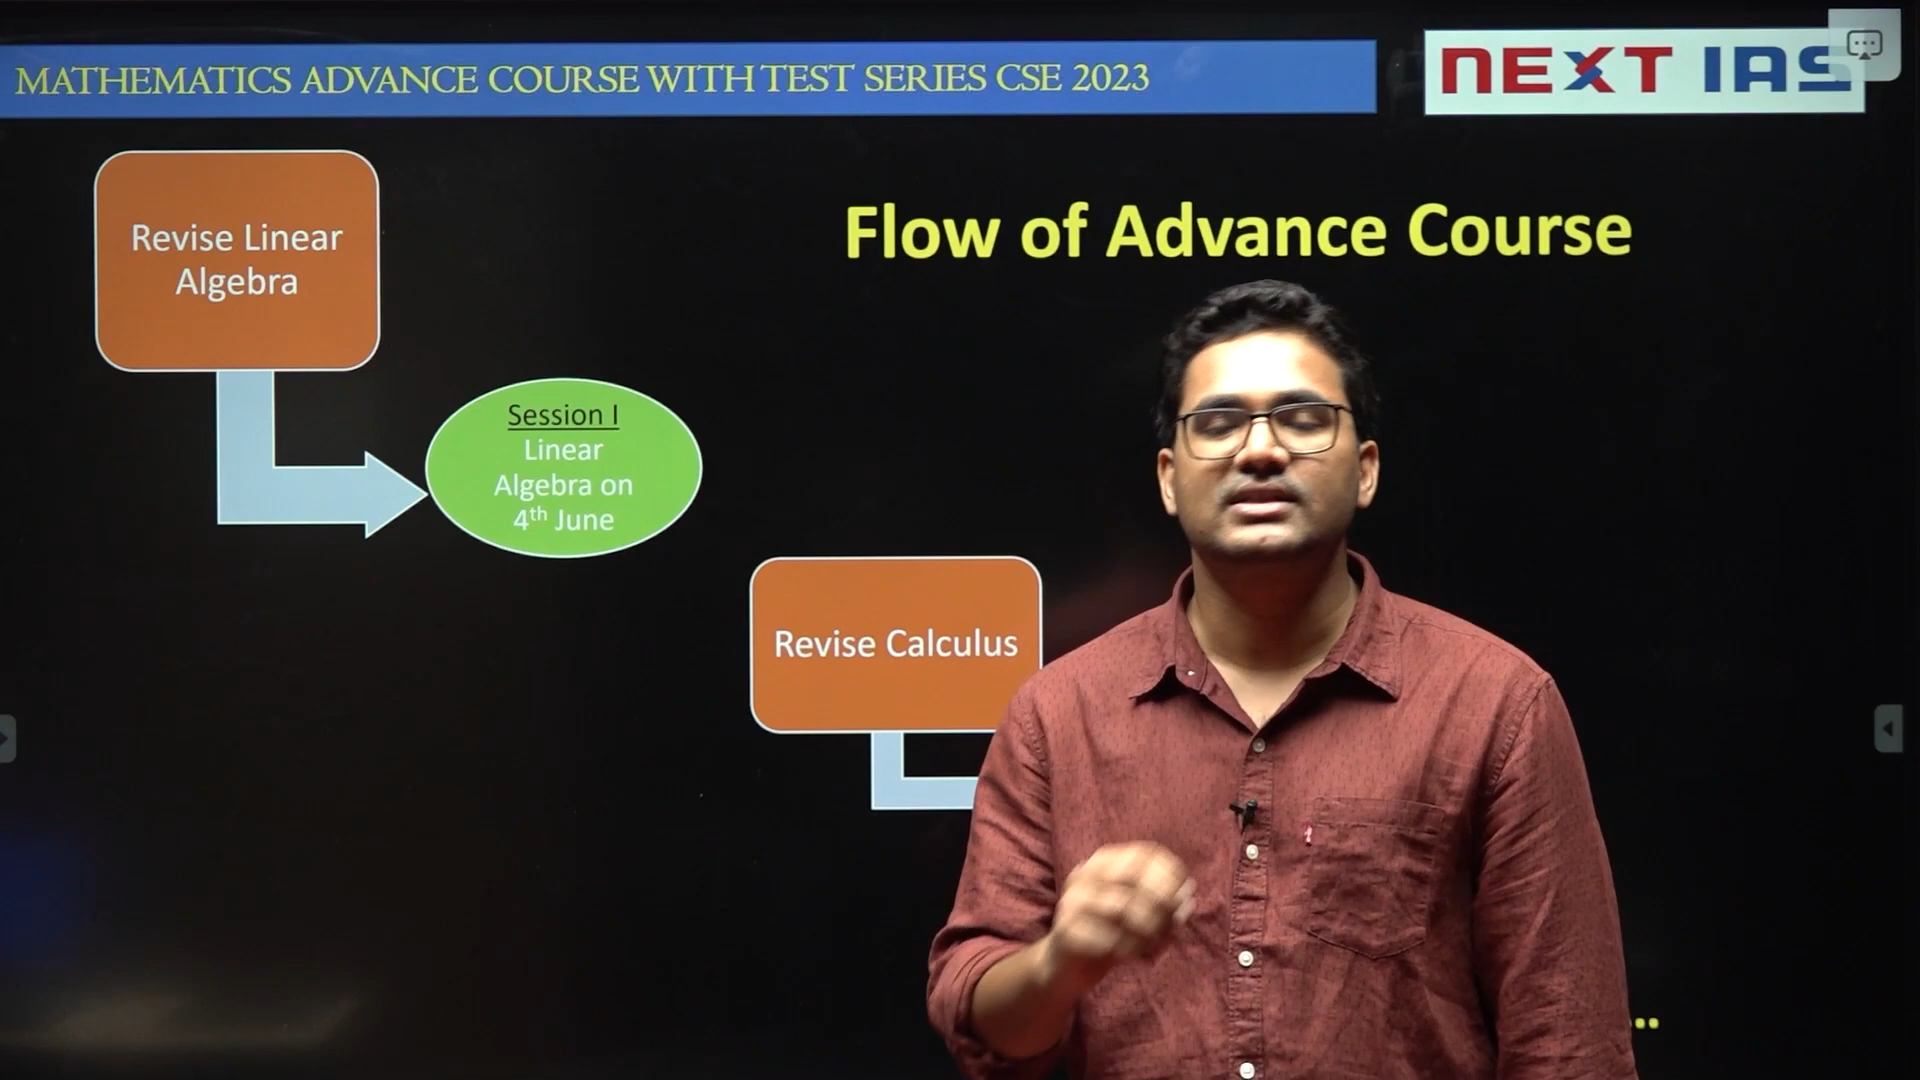 MATHEMATICS ADVANCE COURSE WITH TEST SERIES CSE 2023
NEXT IAS
Flow of Advance Course
Revise Linear
Algebra
Session I
Linear
Algebra on
4th June
Revise Calculus